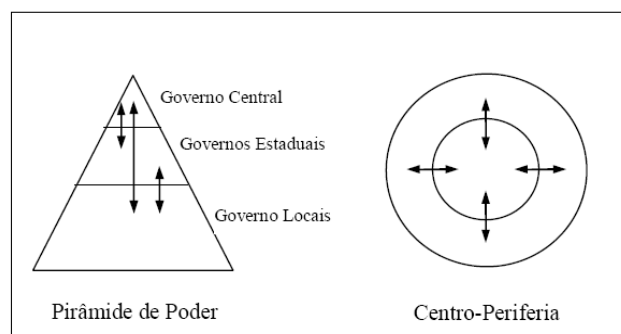 Governo Central
Governos Estaduais
Governo Locais
Pirâmide de Poder
Centro-Periferia